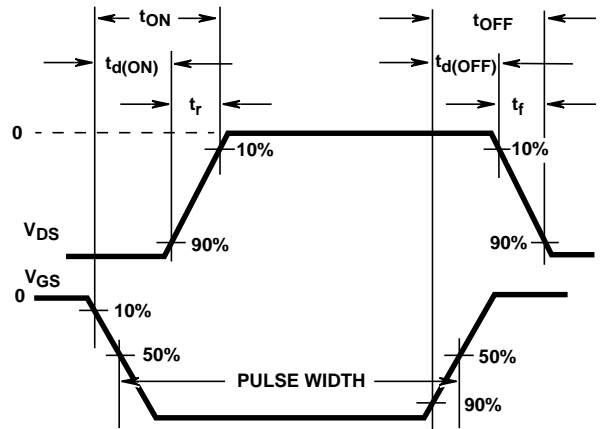 tON tOFF
td(ON) td(OFF)
tr tf
0
10% 10%
VDS
90% 90%
VGS
0
10%
50% 50%
PULSE WIDTH
90%